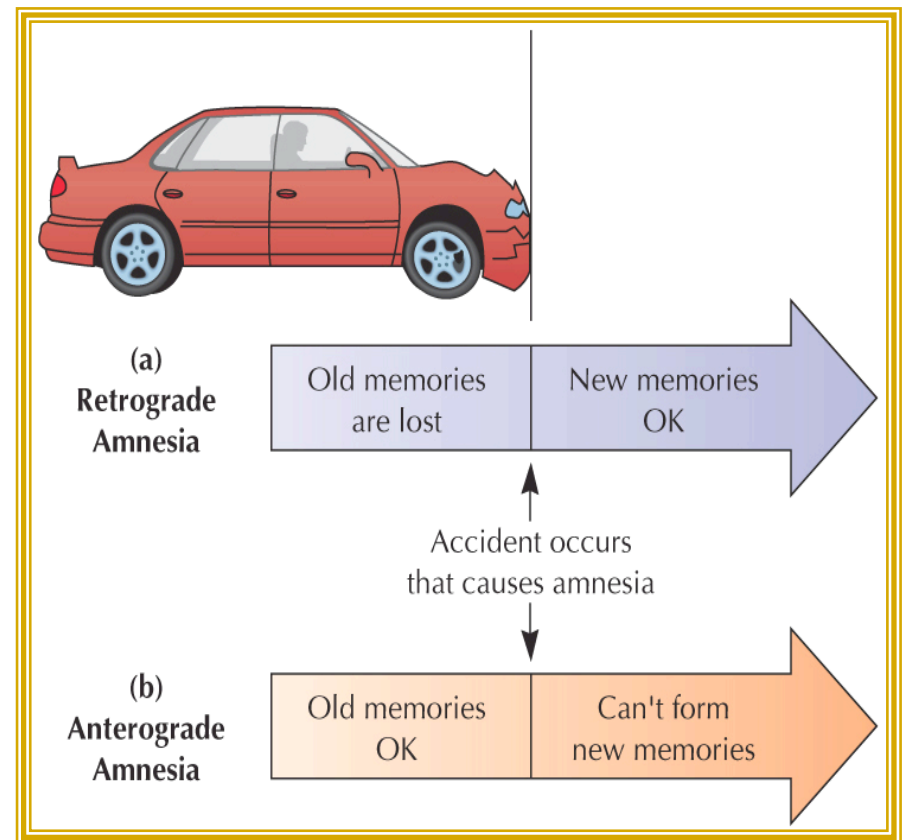 (a)
Retrograde
Amnesia
Old memories
are lost
New memories
OK
Accident occurs
that causes amnesia
(b)
Anterograde
Amnesia
Old memories
OK
Can't form
new memories